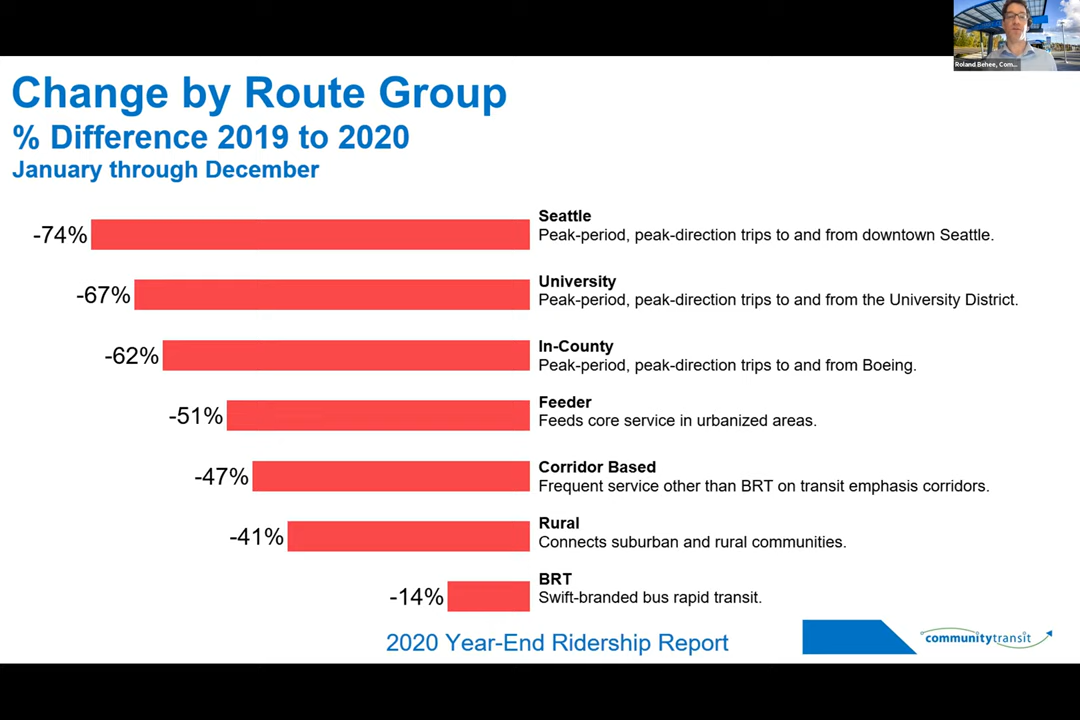 Roland Behee, Com...
Change by Route Group
% Difference 2019 to 2020
January through December
-74%
Seattle
Peak-period, peak-direction trips to and from downtown Seattle.
-67%
University
Peak-period, peak-direction trips to and from the University District.
-62%
In-County
Peak-period, peak-direction trips to and from Boeing.
-51%
Feeder
Feeds core service in urbanized areas.
-47%
Corridor Based
Frequent service other than BRT on transit emphasis corridors.
-41%
Rural
Connects suburban and rural communities.
-14%
BRT
Swift-branded bus rapid transit.
2020 Year-End Ridership Report
communitytransit